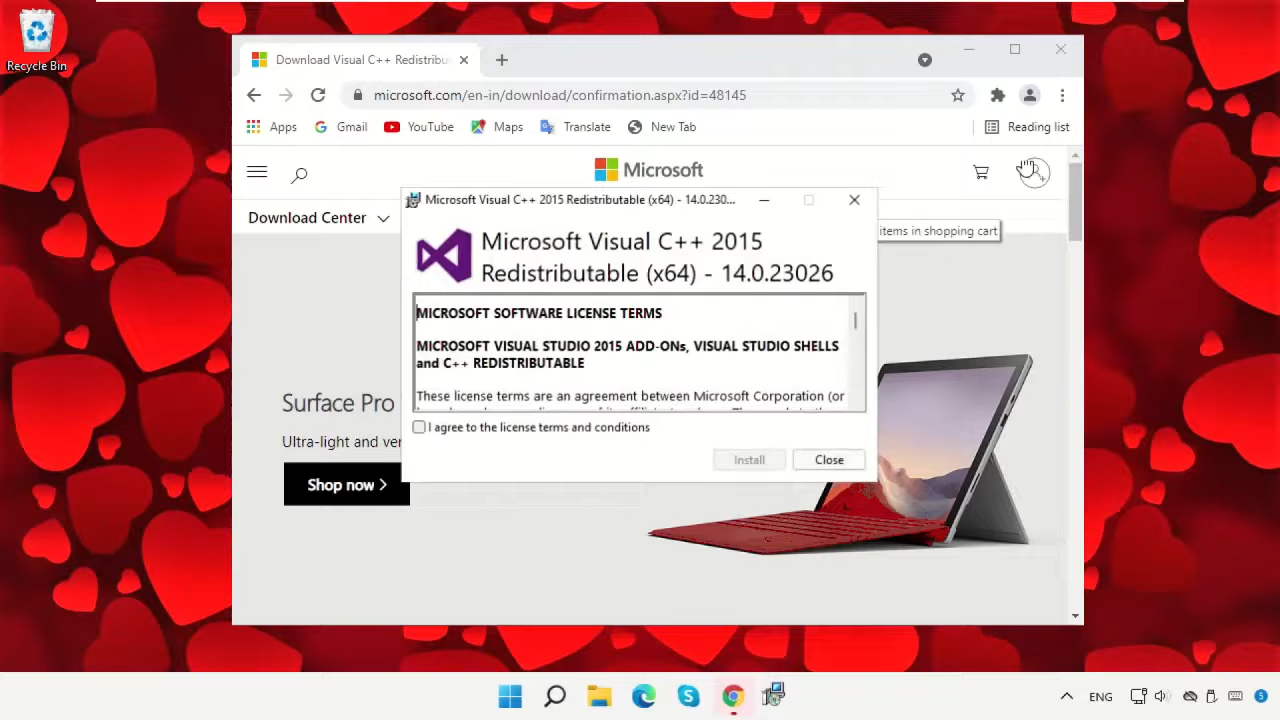 Recycle Bin
Download Visual C++ Redistribu
microsoft.com/en-in/download/confirmation.aspx?id=48145
Apps
Gmail
YouTube
Maps
Translate
New Tab
Reading list
Microsoft
Download Center
items in shopping cart
Microsoft Visual C++ 2015 Redistributable (x64) - 14.0.230...
Microsoft Visual C++ 2015
Redistributable (x64) - 14.0.23026
MICROSOFT SOFTWARE LICENSE TERMS
MICROSOFT VISUAL STUDIO 2015 ADD-ONs, VISUAL STUDIO SHELLS
and C++ REDISTRIBUTABLE
These license terms are an agreement between Microsoft Corporation (or
I agree to the license terms and conditions
Install
Close
Surface Pro
Ultra-light and ver
Shop now
ENG
5